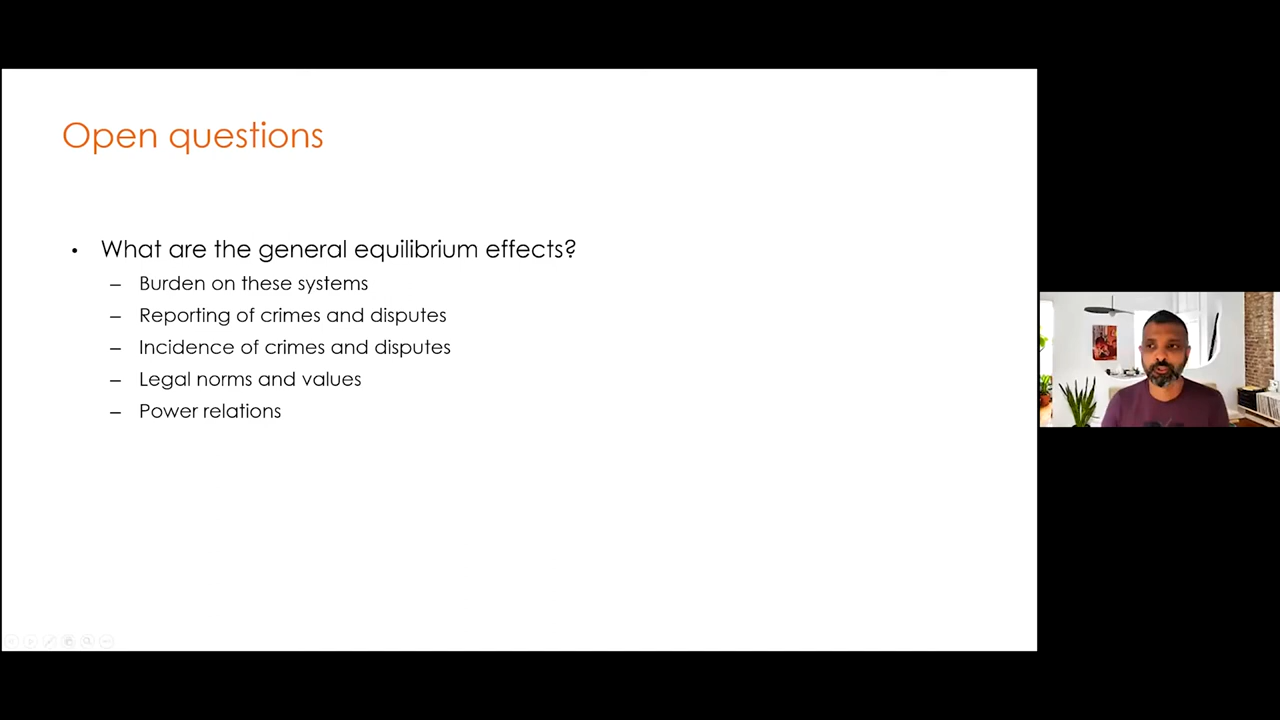 Open questions
• What are the general equilibrium effects?
– Burden on these systems
– Reporting of crimes and disputes
– Incidence of crimes and disputes
– Legal norms and values
– Power relations